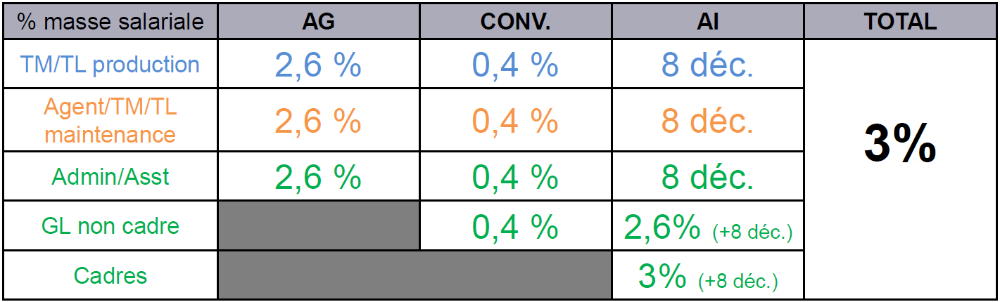 % masse salariale AG CONV. AI TOTAL
TM/TL production 2,6 % 0,4 % 8 déc.
Agent/TM/TL
maintenance 2,6 % 0,4 % 8 déc.
3%
Admin/Asst 2,6 % 0,4 % 8 déc.
GL non cadre 0,4 % 2,6% (+8 déc.)
Cadres 3% (+8 déc.)